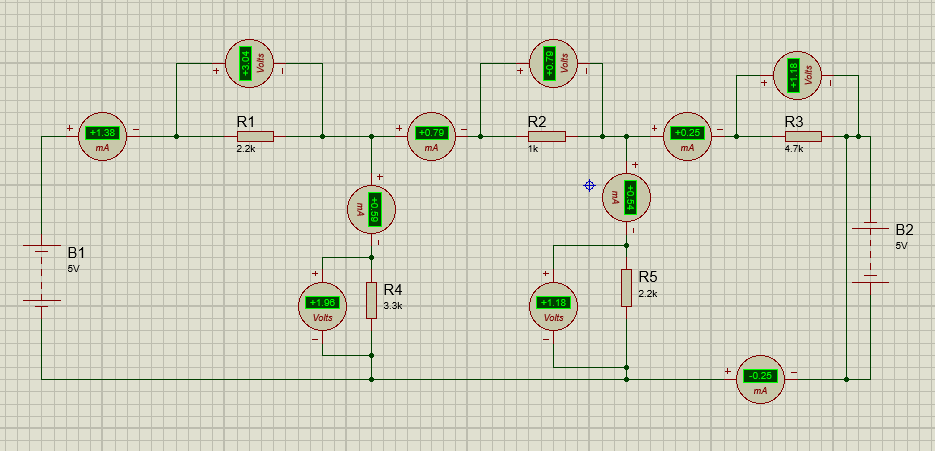 +3.04
Volts
+0.79
Volts
+1.18
Volts
+1.38
mA
R1
2.2k
+0.79
mA
R2
1k
+0.25
mA
R3
4.7k
+0.59
mA
+0.54
mA
B1
5V
B2
5V
+1.96
Volts
R4
3.3k
+1.18
Volts
R5
2.2k
-0.25
mA